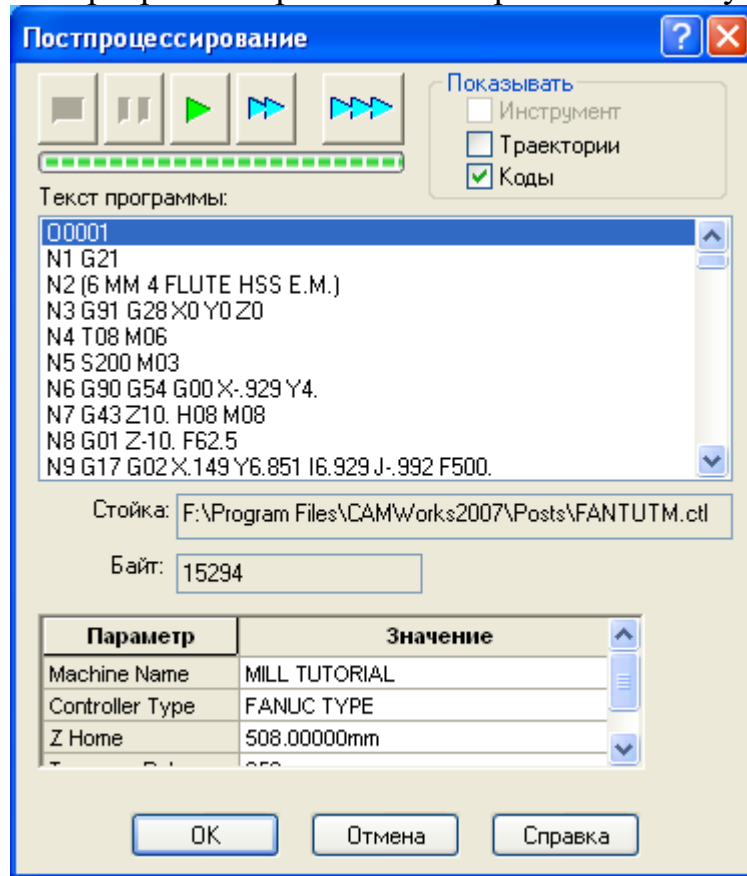 Постпроцессирование
Показывать
Инструмент
Траектории
Коды
Текст программы:
O0001
N1 G21
N2 (6 MM 4 FLUTE HSS E.M.)
N3 G91 G28 X0 Y0 Z0
N4 T08 M06
N5 S200 M03
N6 G90 G54 G00 X-.929 Y4.
N7 G43 Z10. H08 M08
N8 G01 Z-10. F62.5
N9 G17 G02 X.149 Y6.851 I6.929 J-.992 F500.
Стойка: F:\Program Files\CAMWorks2007\Posts\FANTUTM.ctl
Байт: 15294
Параметр Значение
Machine Name MILL TUTORIAL
Controller Type FANUC TYPE
Z Home 508.00000mm
OK Отмена Справка